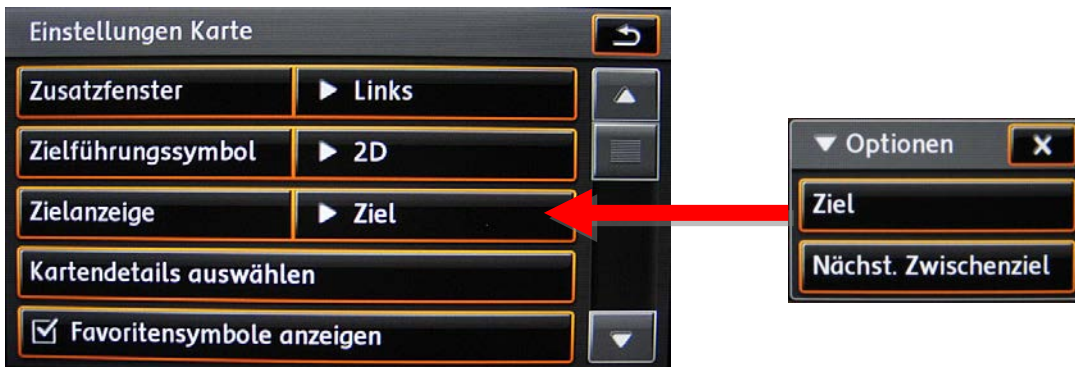 Einstellungen Karte
Zusatzfenster Links
Zielführungssymbol 2D
Zielanzeige Ziel
Kartendetails auswählen
Favoritensymbole anzeigen
Optionen
Ziel
Nächst. Zwischenziel